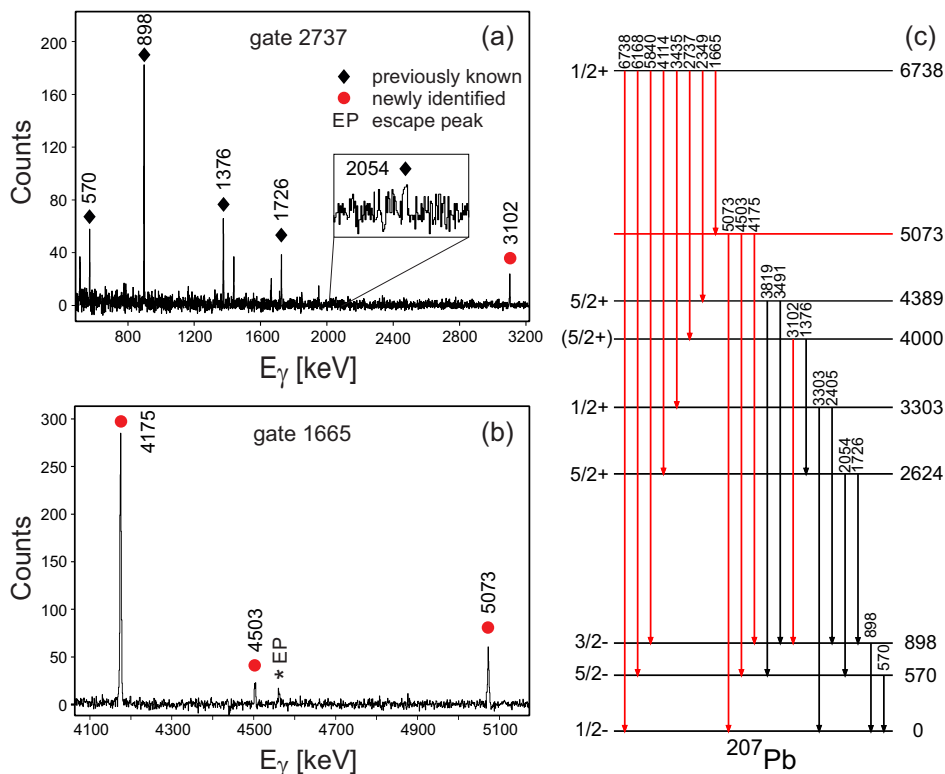 (a)
gate 2737
200
160
120
80
40
0
Counts
570
898
1376
1726
2054
3102
previously known
newly identified
EP escape peak
800 1200 1600 2000 2400 2800 3200
Eγ [keV]
(b)
gate 1665
300
250
200
150
100
50
0
Counts
4175
4503
* EP
5073
4100 4300 4500 4700 4900 5100
Eγ [keV]
(c)
6738 6168 5840 4114 3435 2737 2349 1665
1/2+ 6738
5073 4503 4175
5073
3819 3491
5/2+ 4389
3102 1376
(5/2+) 4000
3303 2405
1/2+ 3303
2054 1726
5/2+ 2624
898
3/2- 898
570
5/2- 570
1/2- 0
207Pb